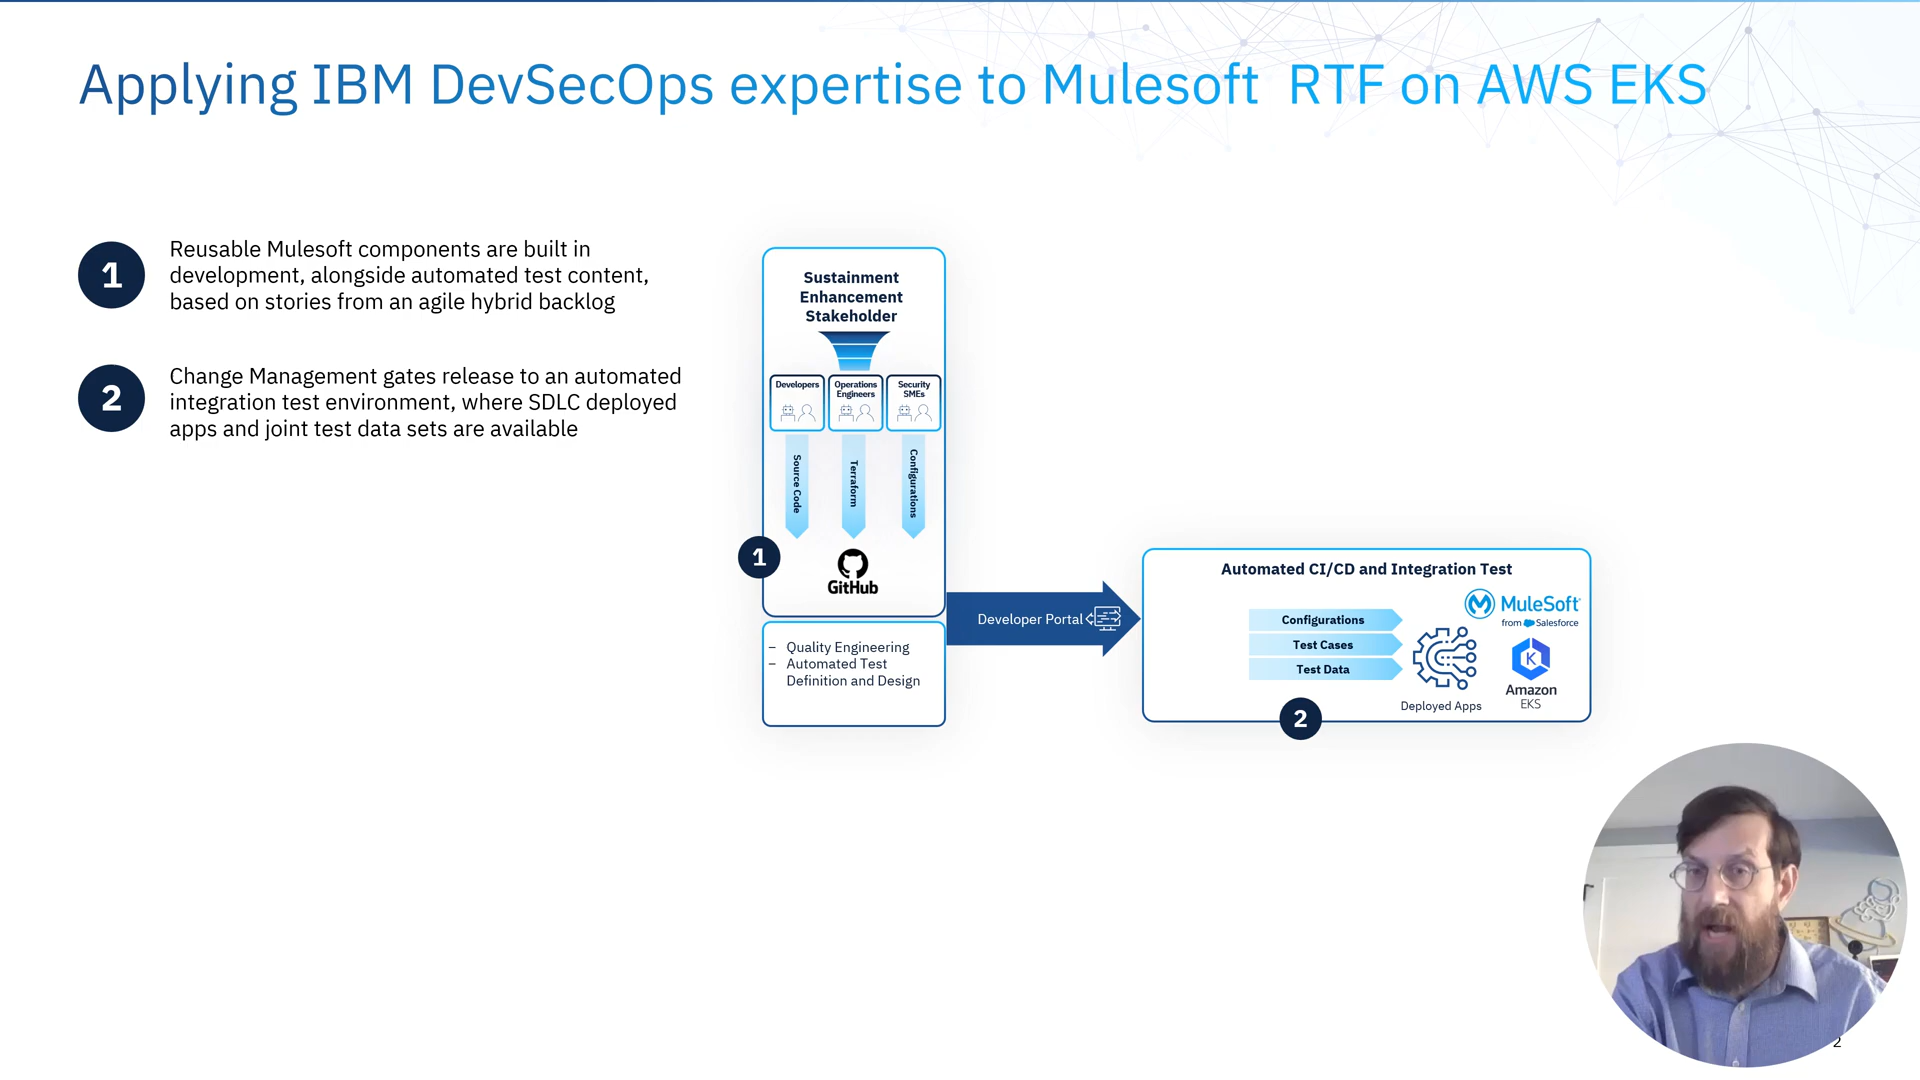 Applying IBM DevSecOps expertise to Mulesoft  RTF on AWS EKS
1
Reusable Mulesoft components are built in
development, alongside automated test content,
based on stories from an agile hybrid backlog
2
Change Management gates release to an automated
integration test environment, where SDLC deployed
apps and joint test data sets are available
Sustainment
Enhancement
Stakeholder
Developers
Operations
Engineers
Security
SMEs
Source Code
Terraform
Configurations
1
GitHub
– Quality Engineering
– Automated Test
Definition and Design
Developer Portal
Automated CI/CD and Integration Test
Configurations
Test Cases
Test Data
Deployed Apps
MuleSoft
from Salesforce
K
Amazon
EKS
2
2